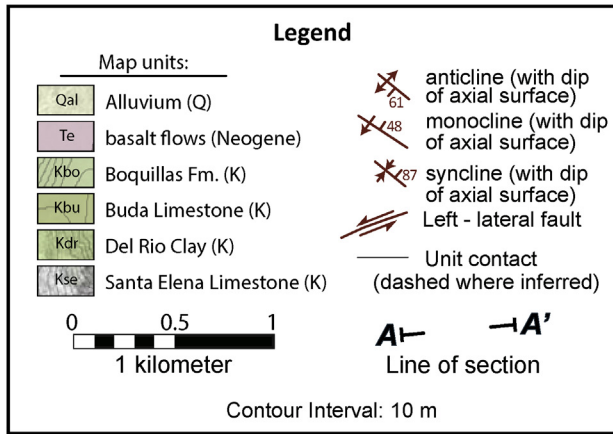 Legend
Map units:
Qal Alluvium (Q)
Te basalt flows (Neogene)
Kbo Boquillas Fm. (K)
Kbu Buda Limestone (K)
Kdr Del Rio Clay (K)
Kse Santa Elena Limestone (K)
0 0.5 1
1 kilometer
61 anticline (with dip
of axial surface)
48 monocline (with dip
of axial surface)
87 syncline (with dip
of axial surface)
Left - lateral fault
Unit contact
(dashed where inferred)
A A'
Line of section
Contour Interval: 10 m